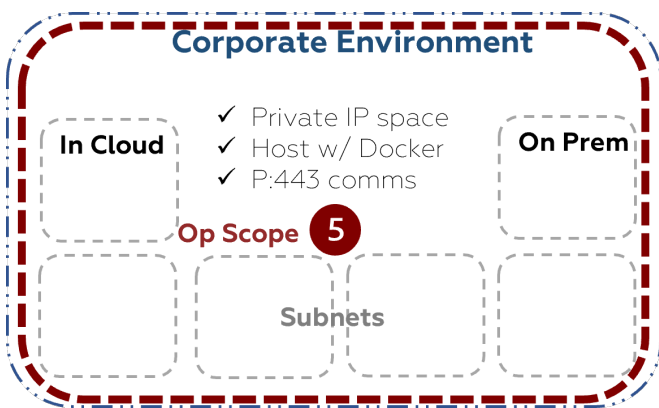 Corporate Environment
✓ Private IP space
✓ Host w/ Docker
✓ P:443 comms
In Cloud
On Prem
Op Scope 5
Subnets